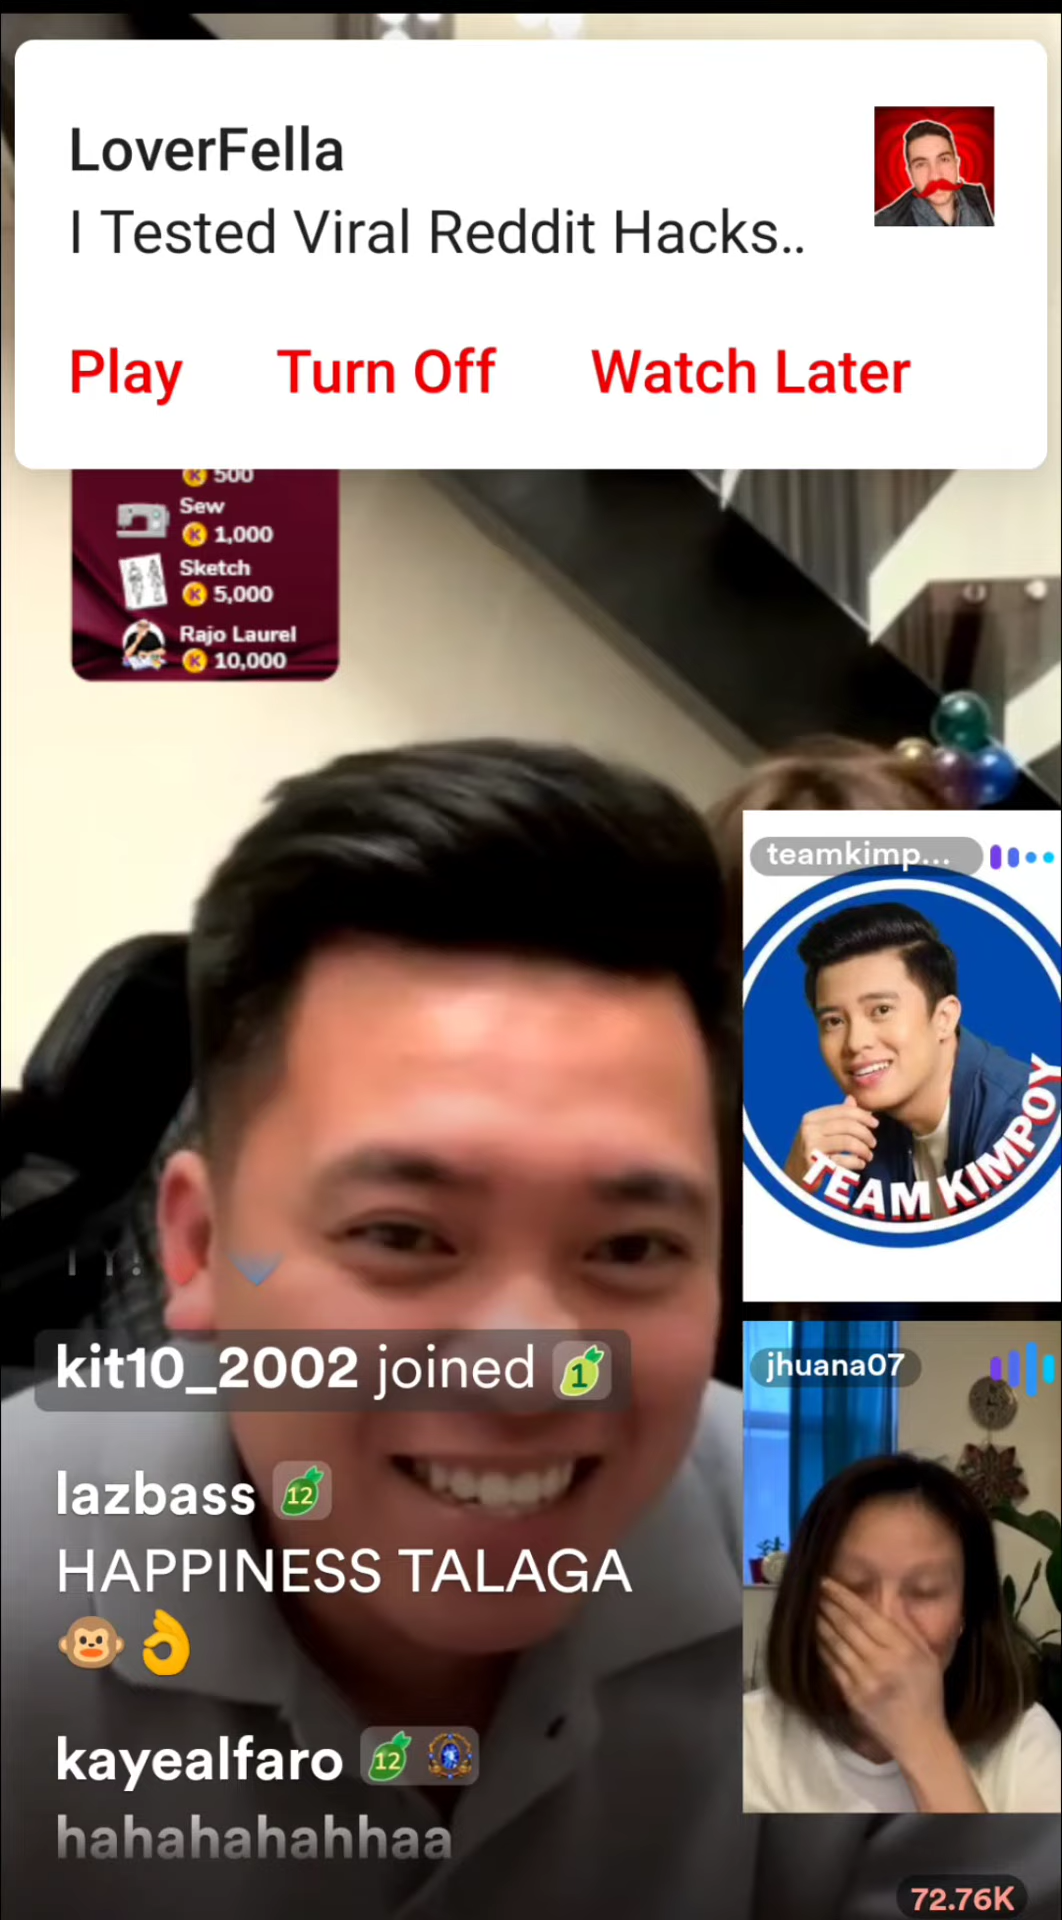 LoverFella
I Tested Viral Reddit Hacks..
Play Turn Off Watch Later
500
Sew
1,000
Sketch
5,000
Rajo Laurel
10,000
teamkimp...
TEAM KIMPOY
kit10_2002 joined 1
jhuana07
lazbass 12
HAPPINESS TALAGA
🐵👌
kayealfaro 12
hahahahahhaa
72.76K